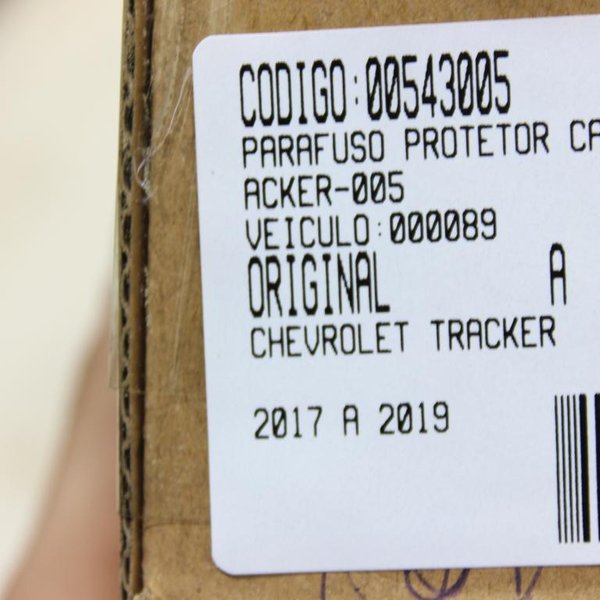 CODIGO:00543005
PARAFUSO PROTETOR CA
ACKER-005
VEICULO:000089
ORIGINAL A
CHEVROLET TRACKER
2017 A 2019